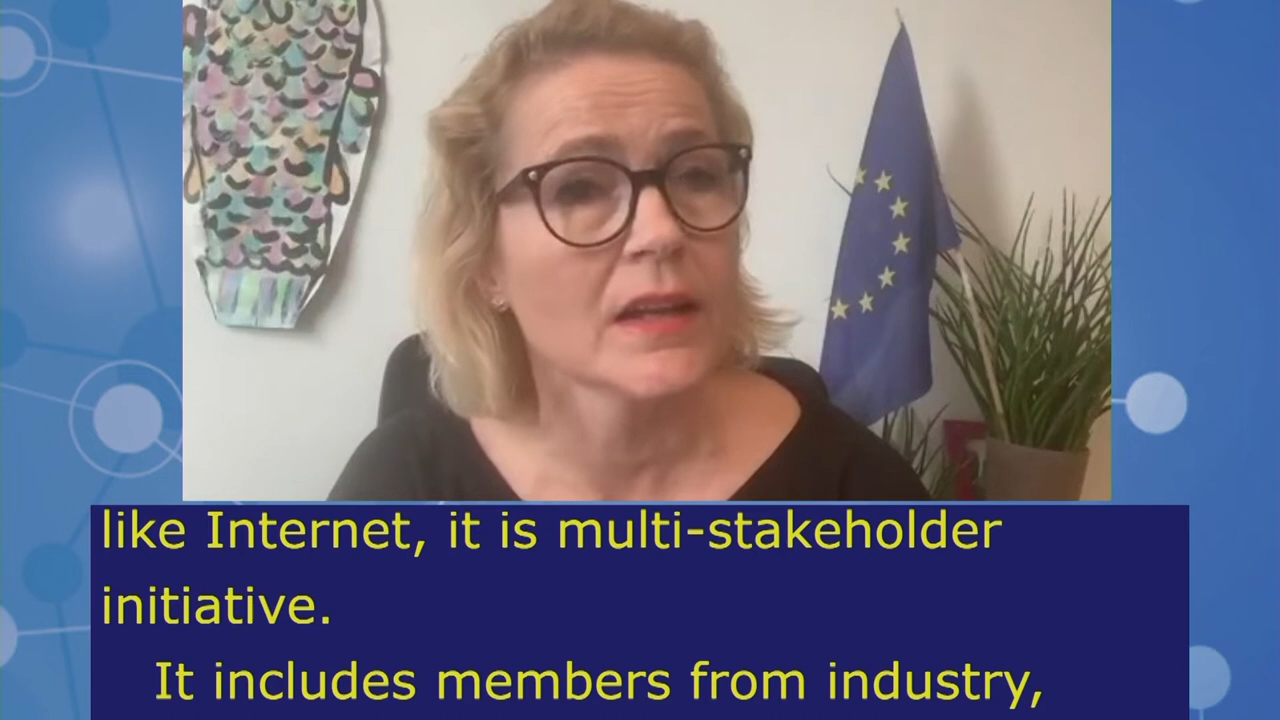 like Internet, it is multi-stakeholder
initiative.
It includes members from industry,